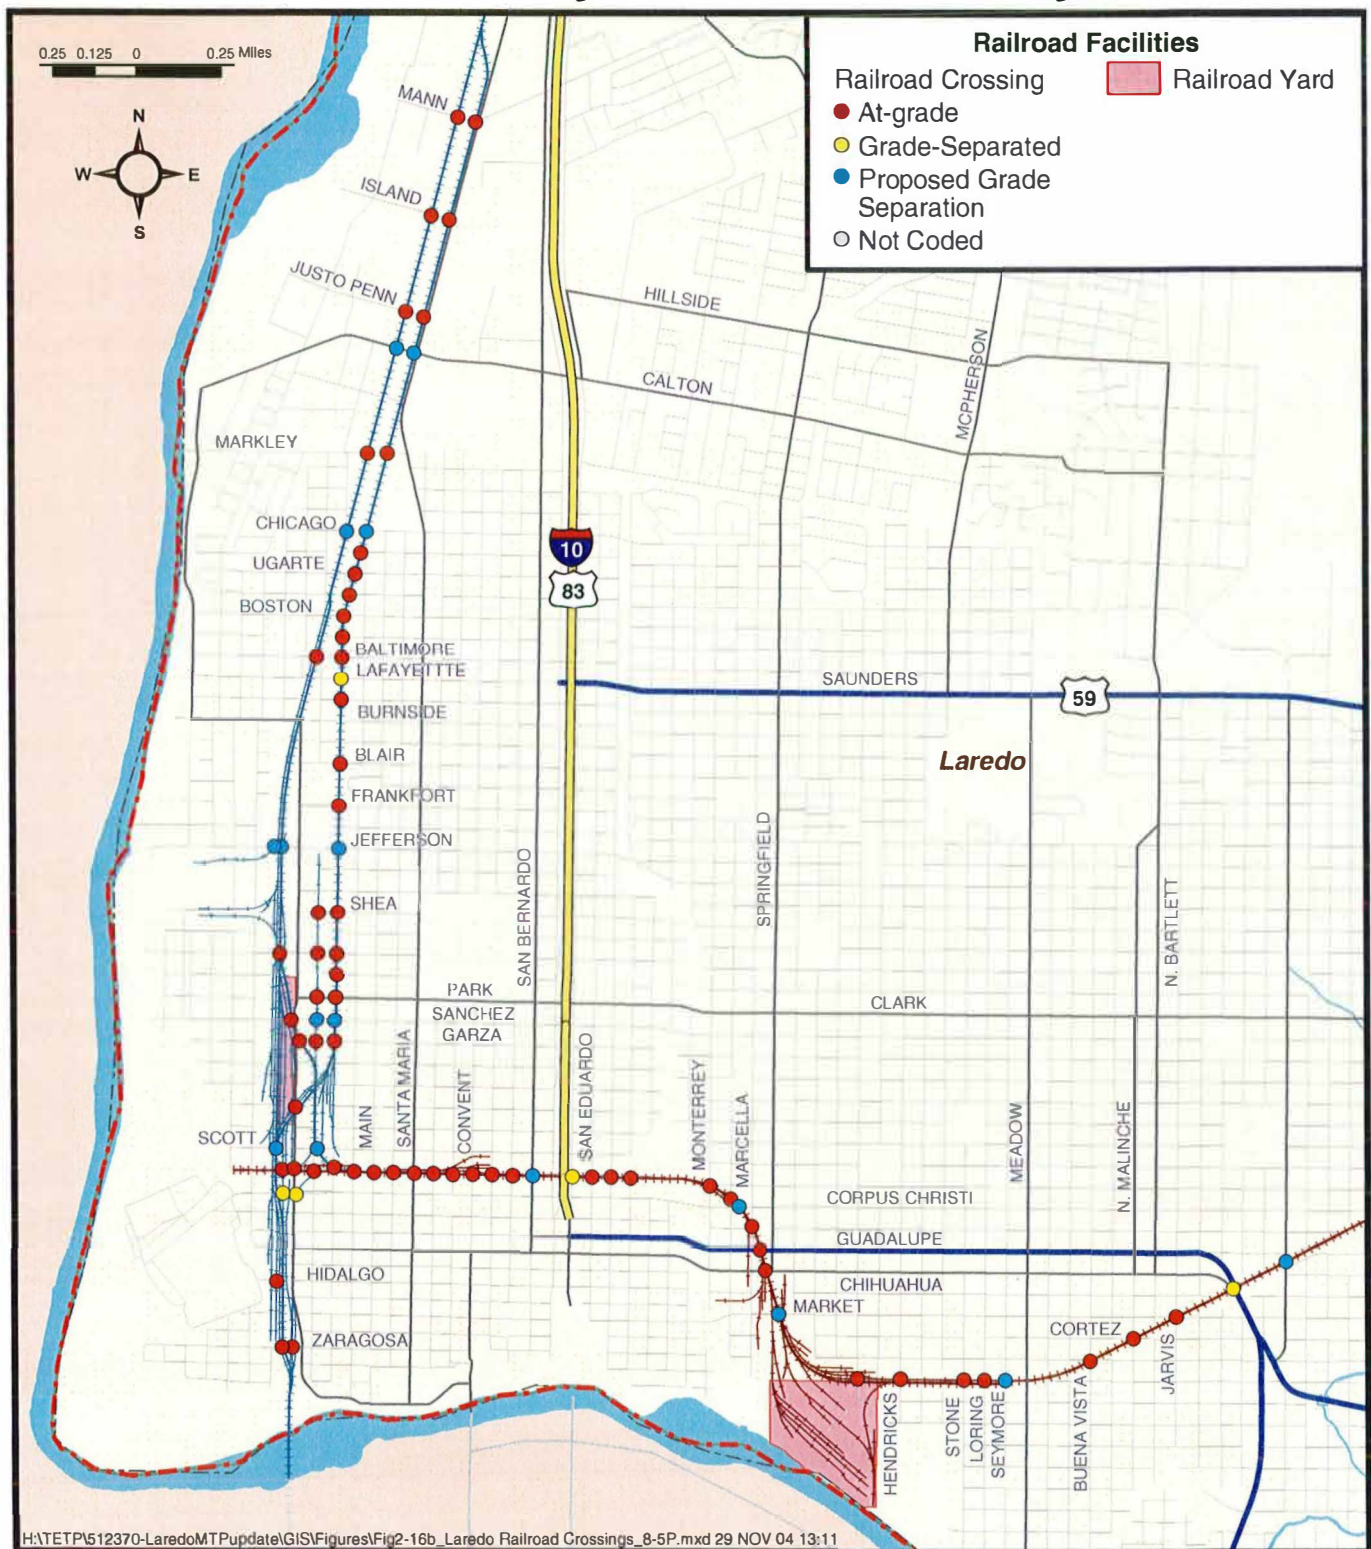 0.25 0.125 0 0.25 Miles
N
W E
S
Railroad Facilities
Railroad Crossing
Railroad Yard
At-grade
Grade-Separated
Proposed Grade
Separation
Not Coded
MANN
ISLAND
JUSTO PENN
HILLSIDE
CALTON
MCPHERSON
MARKLEY
CHICAGO
UGARTE
BOSTON
10
83
BALTIMORE
LAFAYETTTE
BURNSIDE
SAUNDERS
59
BLAIR
Laredo
FRANKFORT
JEFFERSON
SAN BERNARDO
SPRINGFIELD
SHEA
N. BARTLETT
PARK
CLARK
SANCHEZ
GARZA
SCOTT
MAIN
SANTA MARIA
CONVENT
SAN EDUARDO
MONTERREY
MARCELLA
MEADOW
N. MALINCHE
CORPUS CHRISTI
GUADALUPE
HIDALGO
CHIHUAHUA
MARKET
ZARAGOSA
CORTEZ
JARVIS
HENDRICKS
STONE
LORING
SEYMORE
BUENA VISTA
H:\TETP\512370-LaredoMTPupdate\GIS\Figures\Fig2-16b_Laredo Railroad Crossings_8-5P.mxd 29 NOV 04 13:11